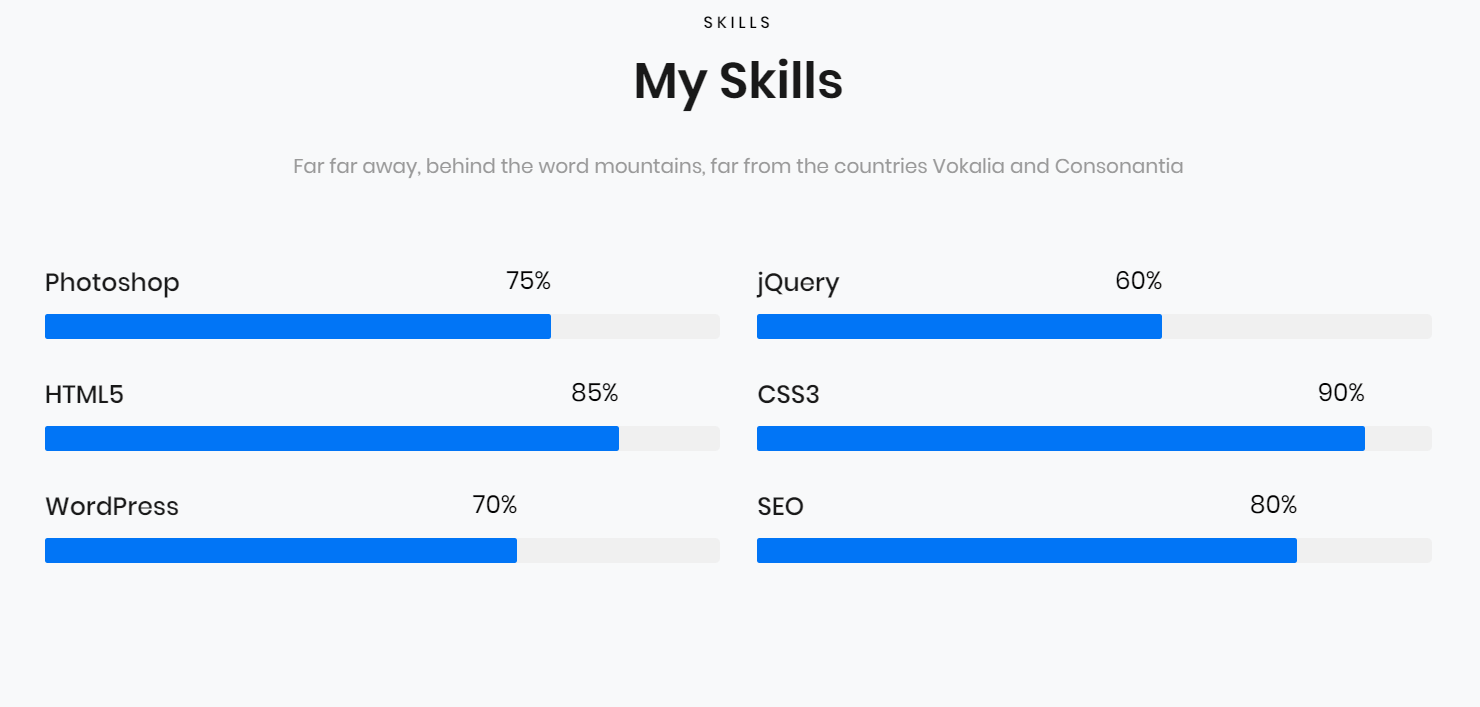 SKILLS
My Skills
Far far away, behind the word mountains, far from the countries Vokalia and Consonantia
Photoshop 75% jQuery 60%
HTML5 85% CSS3 90%
WordPress 70% SEO 80%